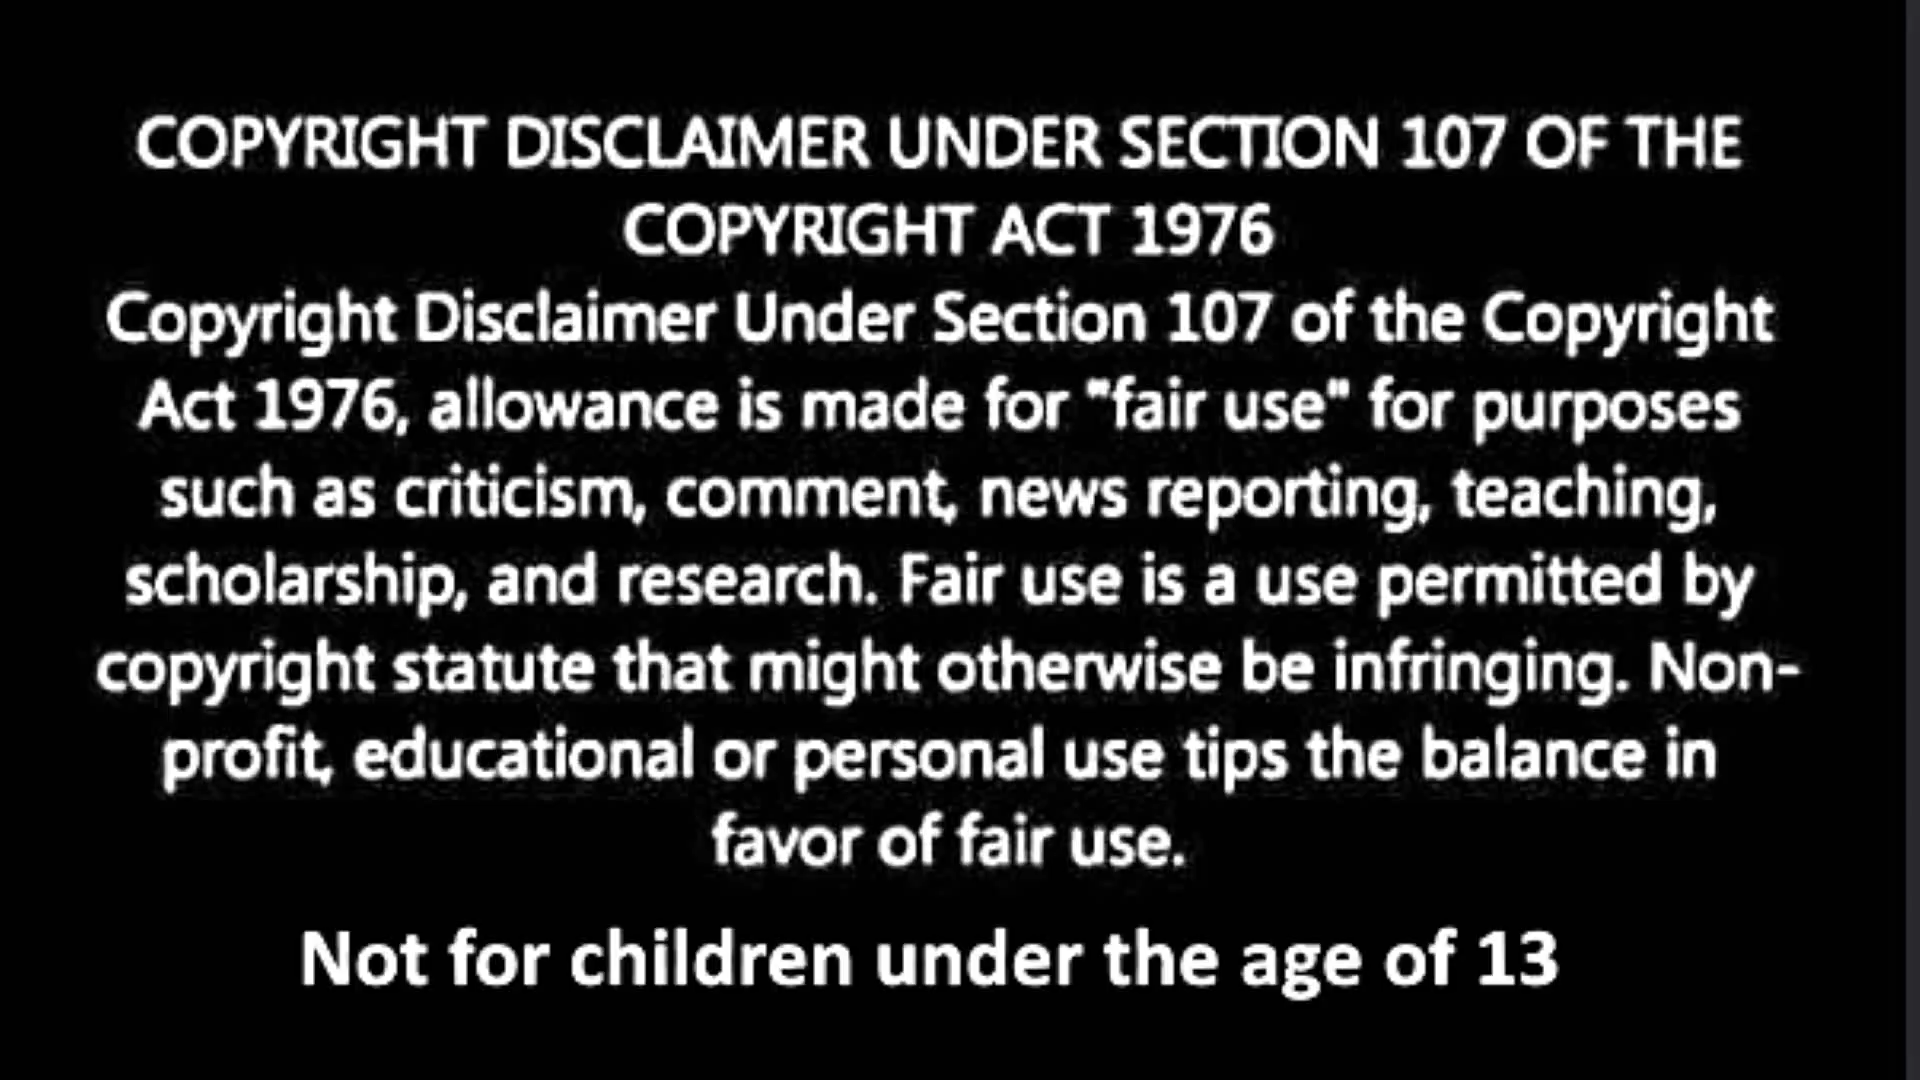 COPYRIGHT DISCLAIMER UNDER SECTION 107 OF THE
COPYRIGHT ACT 1976
Copyright Disclaimer Under Section 107 of the Copyright
Act 1976, allowance is made for "fair use" for purposes
such as criticism, comment, news reporting, teaching,
scholarship, and research. Fair use is a use permitted by
copyright statute that might otherwise be infringing. Non-
profit, educational or personal use tips the balance in
favor of fair use.
Not for children under the age of 13